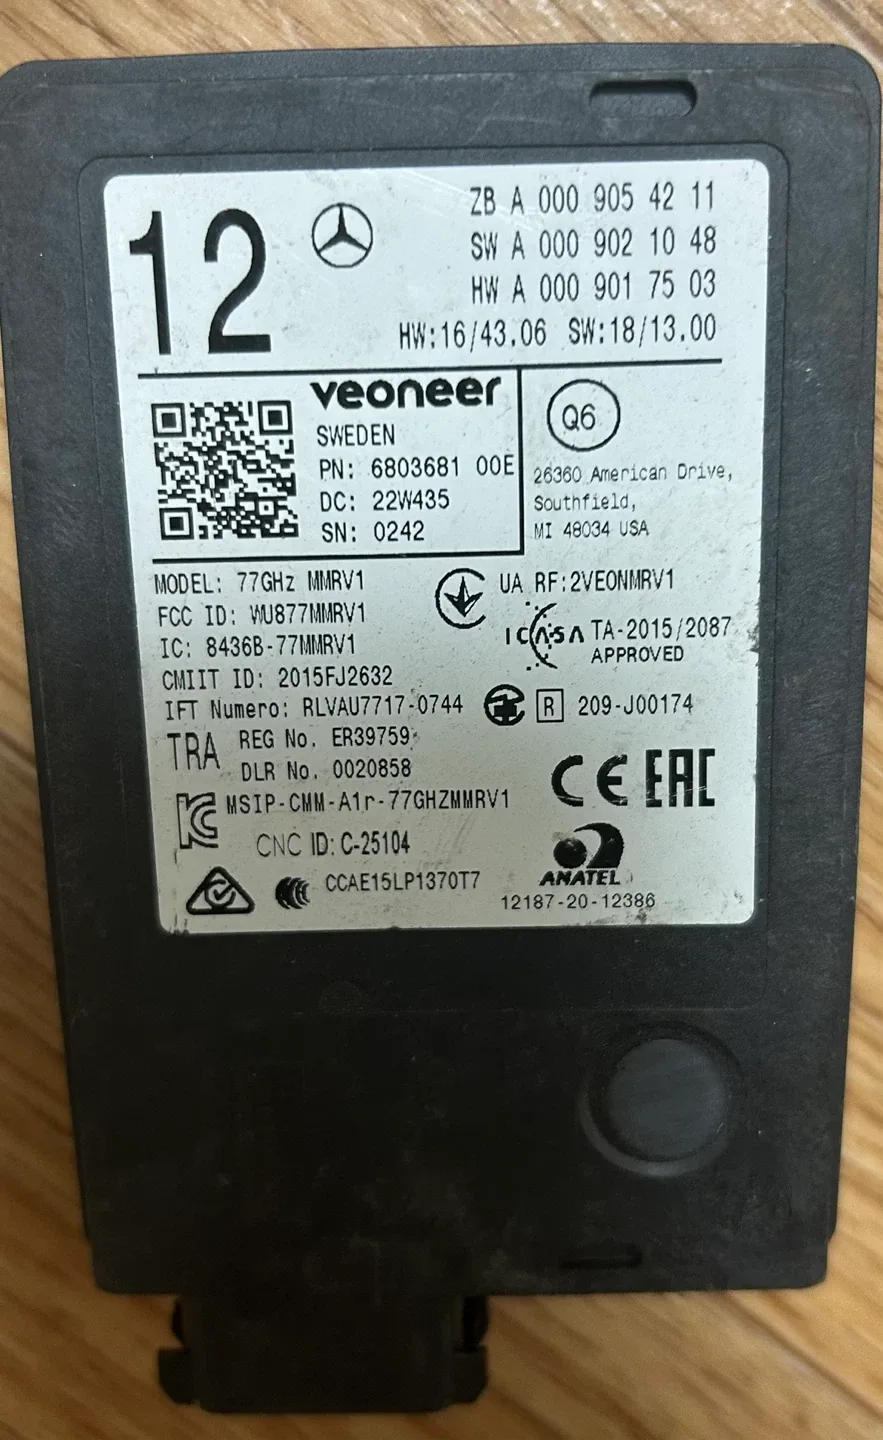 12
ZB A 000 905 42 11
SW A 000 902 10 48
HW A 000 901 75 03
HW:16/43.06 SW:18/13.00
veoneer
SWEDEN
PN: 6803681 00E
DC: 22W435
SN: 0242
Q6
26360 American Drive,
Southfield,
MI 48034 USA
MODEL: 77GHz MMRV1
FCC ID: WU877MMRV1
IC: 8436B-77MMRV1
CMIIT ID: 2015FJ2632
IFT Numero: RLVAU7717-0744
UA RF:2VEONMRV1
ICASA TA-2015/2087
APPROVED
R 209-J00174
TRA REG No. ER39759
DLR No. 0020858
MSIP-CMM-A1r-77GHZMMRV1
CNC ID: C-25104
CCAE15LP1370T7
CE EAC
ANATEL
12187-20-12386